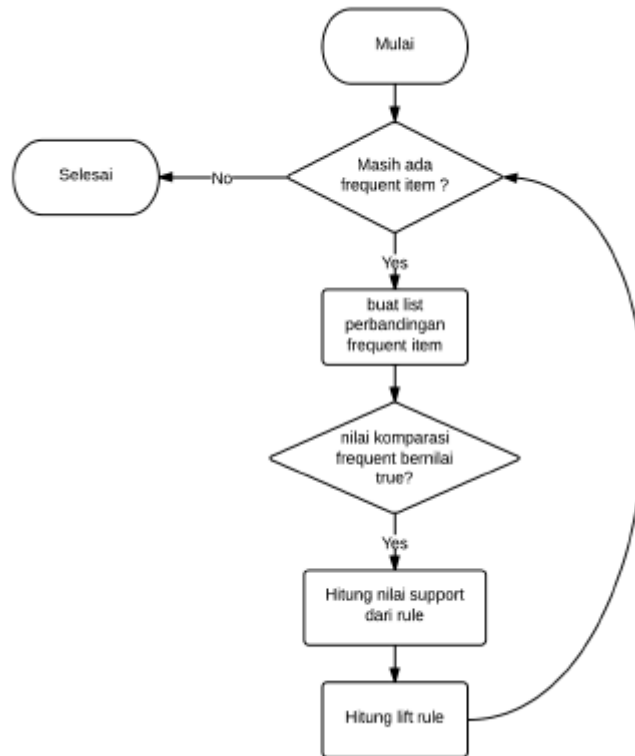 Mulai
Masih ada
frequent item ?
No
Selesai
Yes
buat list
perbandingan
frequent item
nilai komparasi
frequent bernilai
true?
Yes
Hitung nilai support
dari rule
Hitung lift rule